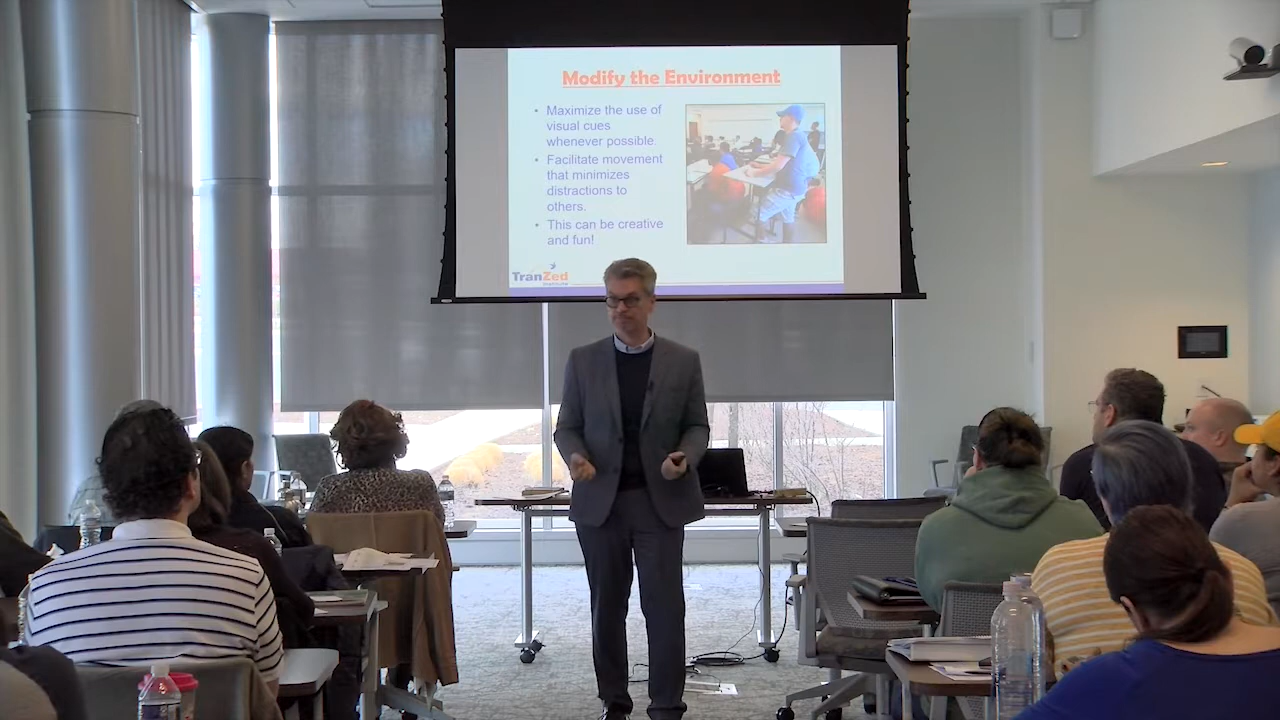 Modify the Environment
• Maximize the use of
visual cues
whenever possible.
• Facilitate movement
that minimizes
distractions to
others.
• This can be creative
and fun!
TranZed
Institute